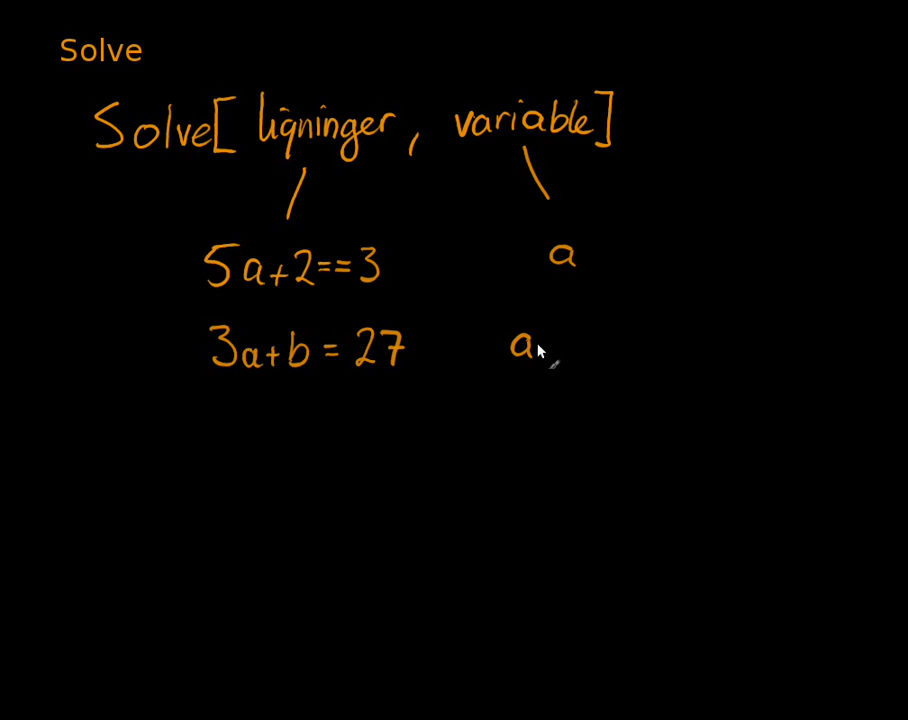 Solve
Solve[ ligninger, variable]
5a+2==3 a
3a+b = 27 a